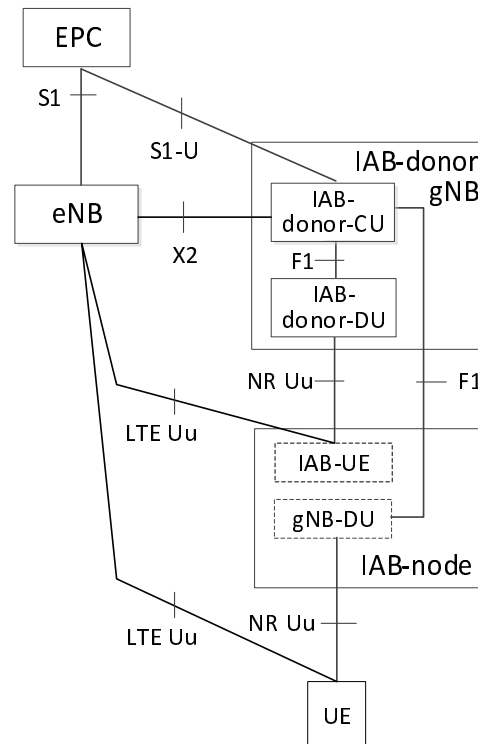 EPC
S1
S1-U
IAB-donor
gNB
IAB-
donor-CU
eNB
X2
F1
IAB-
donor-DU
NR Uu
F1
LTE Uu
IAB-UE
gNB-DU
IAB-node
NR Uu
LTE Uu
UE